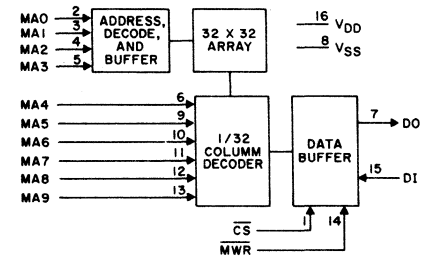 MA0 2
MA1 3
MA2 4
MA3 5
ADDRESS,
DECODE,
AND
BUFFER
32 X 32
ARRAY
16 VDD
8 VSS
MA4 6
MA5 9
MA6 10
MA7 11
MA8 12
MA9 13
1/32
COLUMM
DECODER
DATA
BUFFER
7 DO
15 DI
CS 1
MWR 14